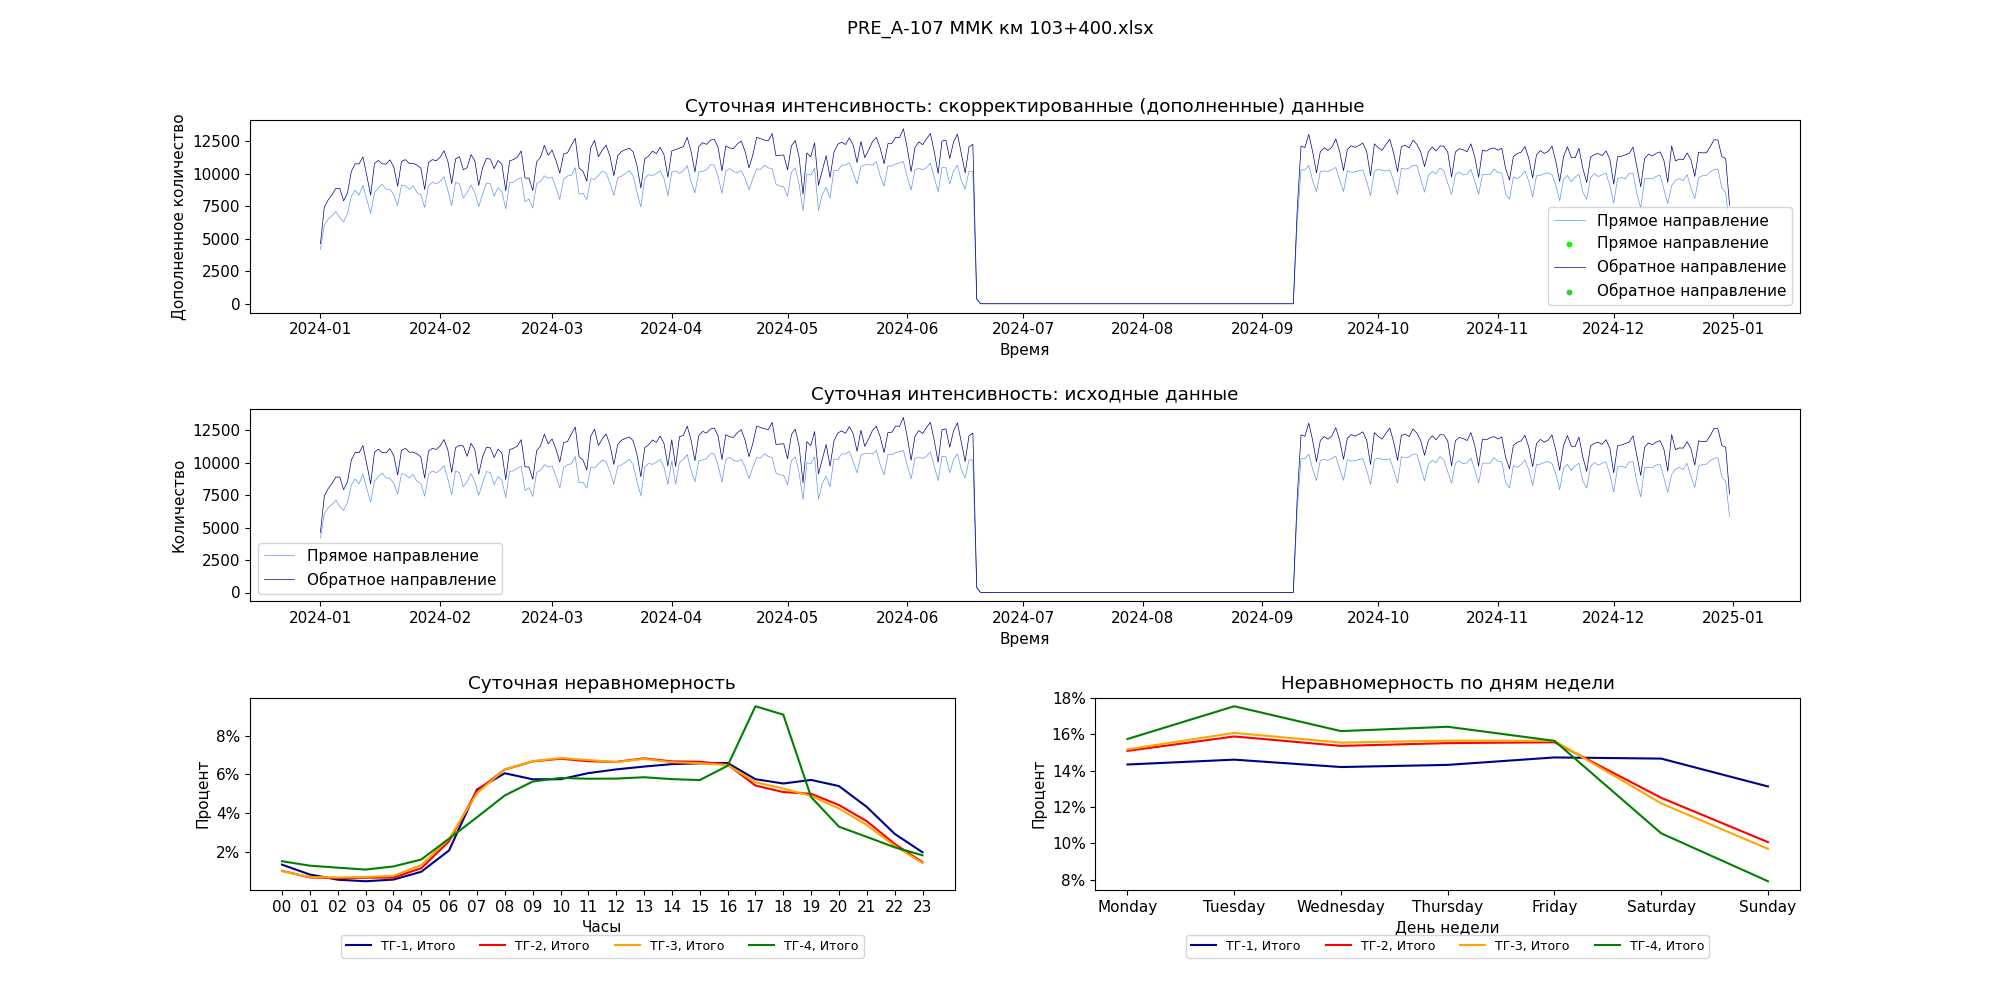 PRE_A-107 ММК км 103+400.xlsx
Суточная интенсивность: скорректированные (дополненные) данные
Дополненное количество
12500
10000
7500
5000
2500
0
Прямое направление
Прямое направление
Обратное направление
Обратное направление
2024-01 2024-02 2024-03 2024-04 2024-05 2024-06 2024-07 2024-08 2024-09 2024-10 2024-11 2024-12 2025-01
Время
Суточная интенсивность: исходные данные
Количество
12500
10000
7500
5000
2500
0
Прямое направление
Обратное направление
2024-01 2024-02 2024-03 2024-04 2024-05 2024-06 2024-07 2024-08 2024-09 2024-10 2024-11 2024-12 2025-01
Время
Суточная неравномерность
Процент
8%
6%
4%
2%
00 01 02 03 04 05 06 07 08 09 10 11 12 13 14 15 16 17 18 19 20 21 22 23
Часы
ТГ-1, Итого ТГ-2, Итого ТГ-3, Итого ТГ-4, Итого
Неравномерность по дням недели
Процент
18%
16%
14%
12%
10%
8%
Monday Tuesday Wednesday Thursday Friday Saturday Sunday
День недели
ТГ-1, Итого ТГ-2, Итого ТГ-3, Итого ТГ-4, Итого